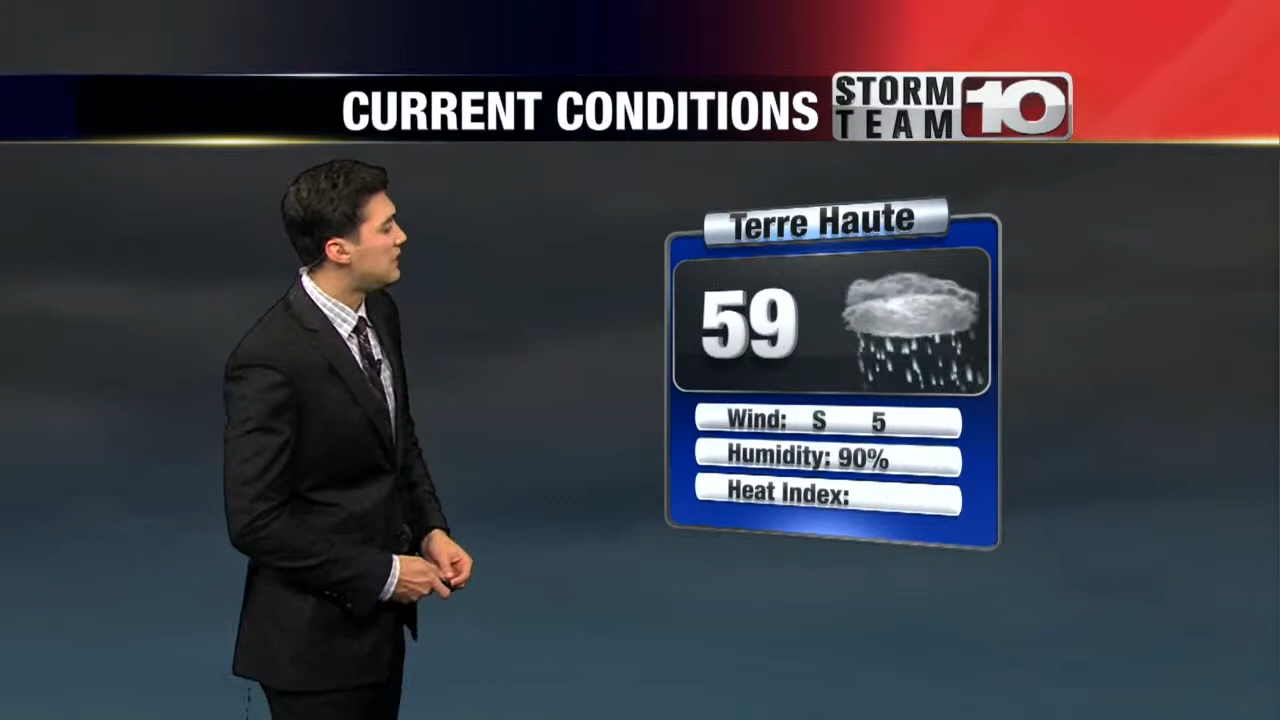 CURRENT CONDITIONS
STORM TEAM 10
Terre Haute
59
Wind: S 5
Humidity: 90%
Heat Index: